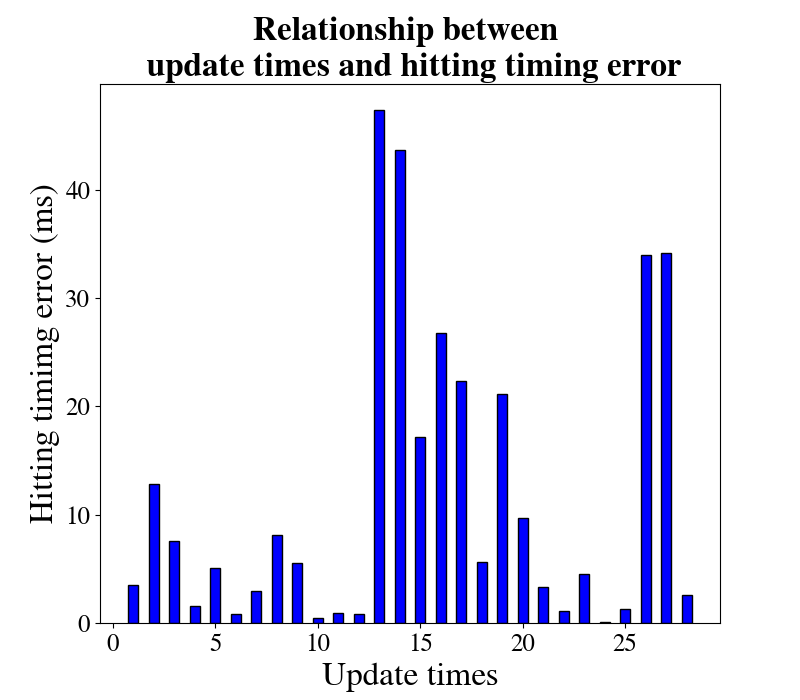 Relationship between
update times and hitting timing error
Hitting timimg error (ms)
40
30
20
10
0
0 5 10 15 20 25
Update times